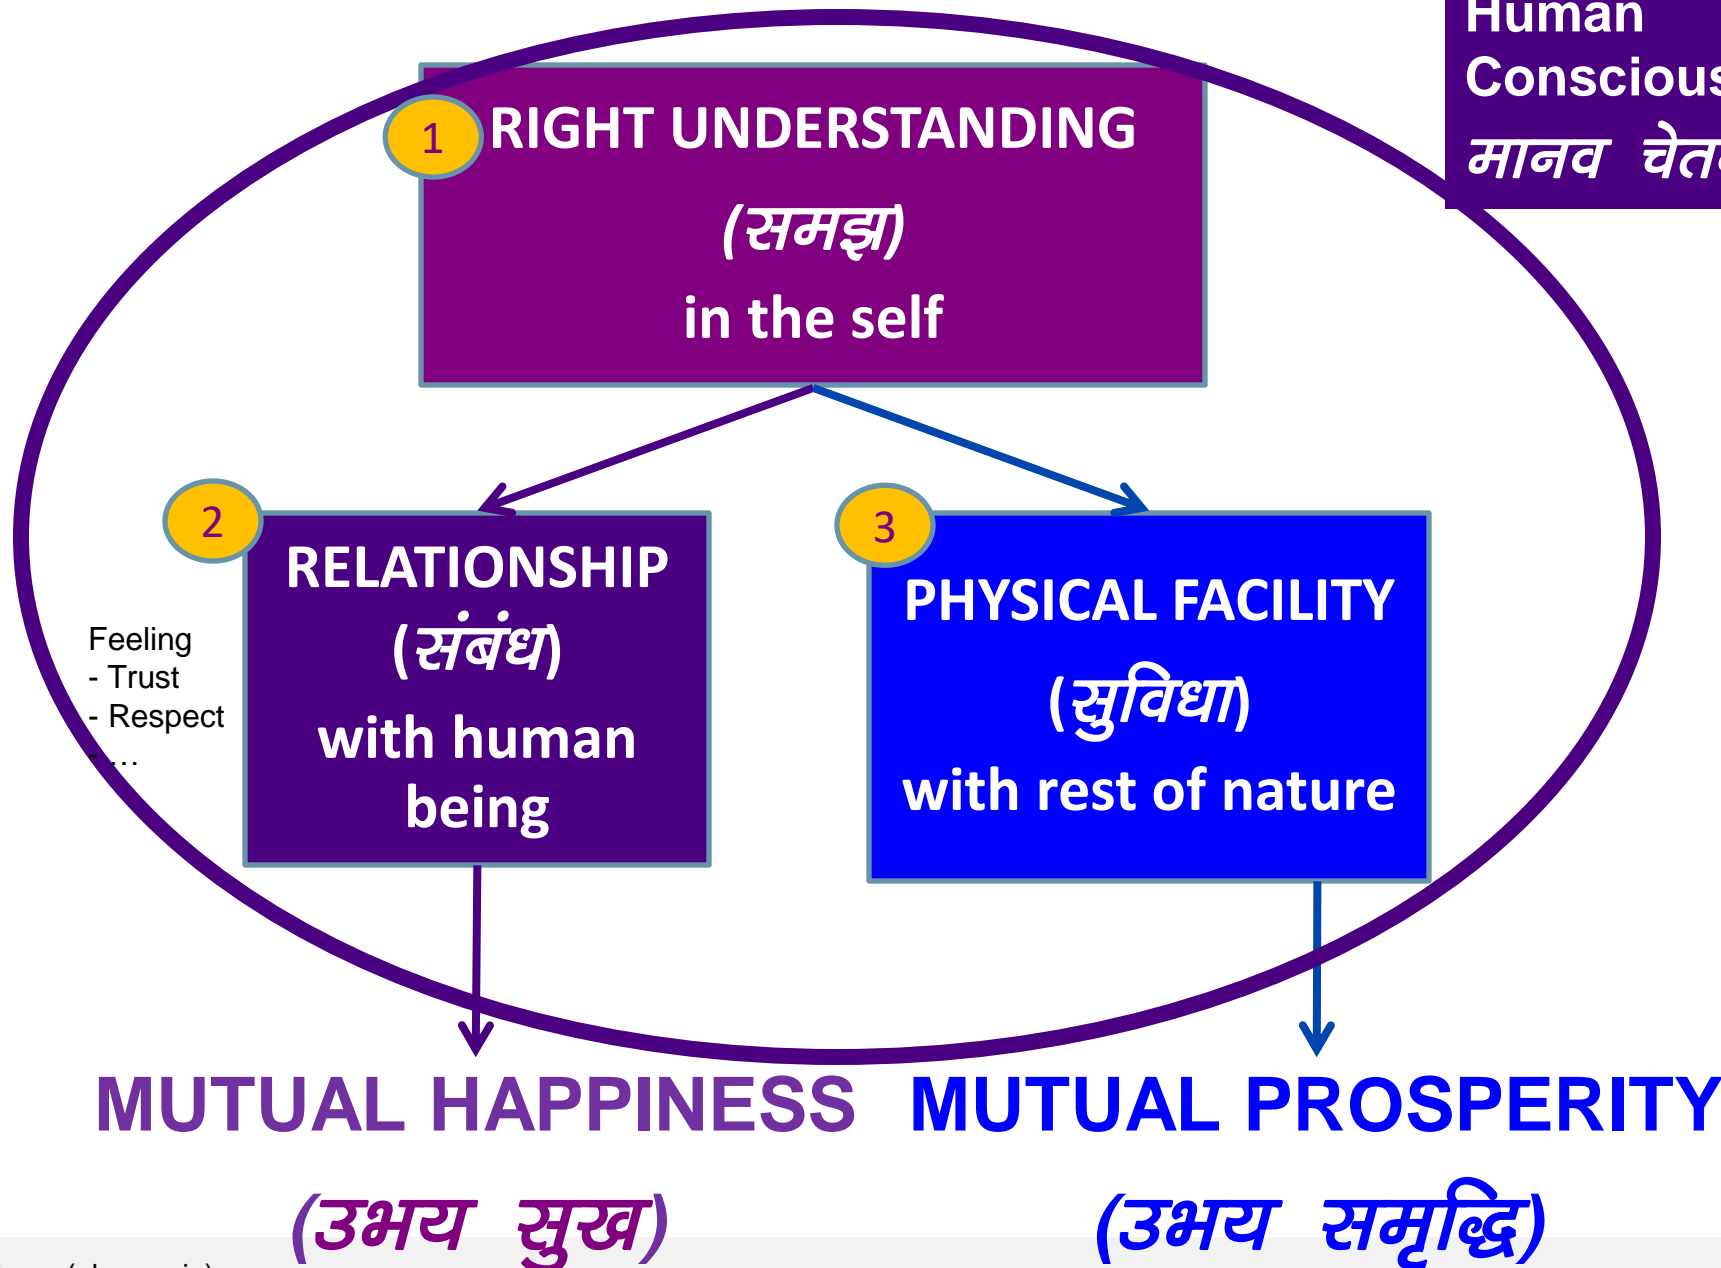 Human
1
RIGHT UNDERSTANDING
(समझ)
in the self
मानव
2
RELATIONSHIP
(संबंध)
with human
being
Feeling
- Trust
- Respect
- …
3
PHYSICAL FACILITY
(सुविधा)
with rest of nature
MUTUAL HAPPINESS
(उभय सुख)
MUTUAL PROSPERITY
(उभय समृद्धि)